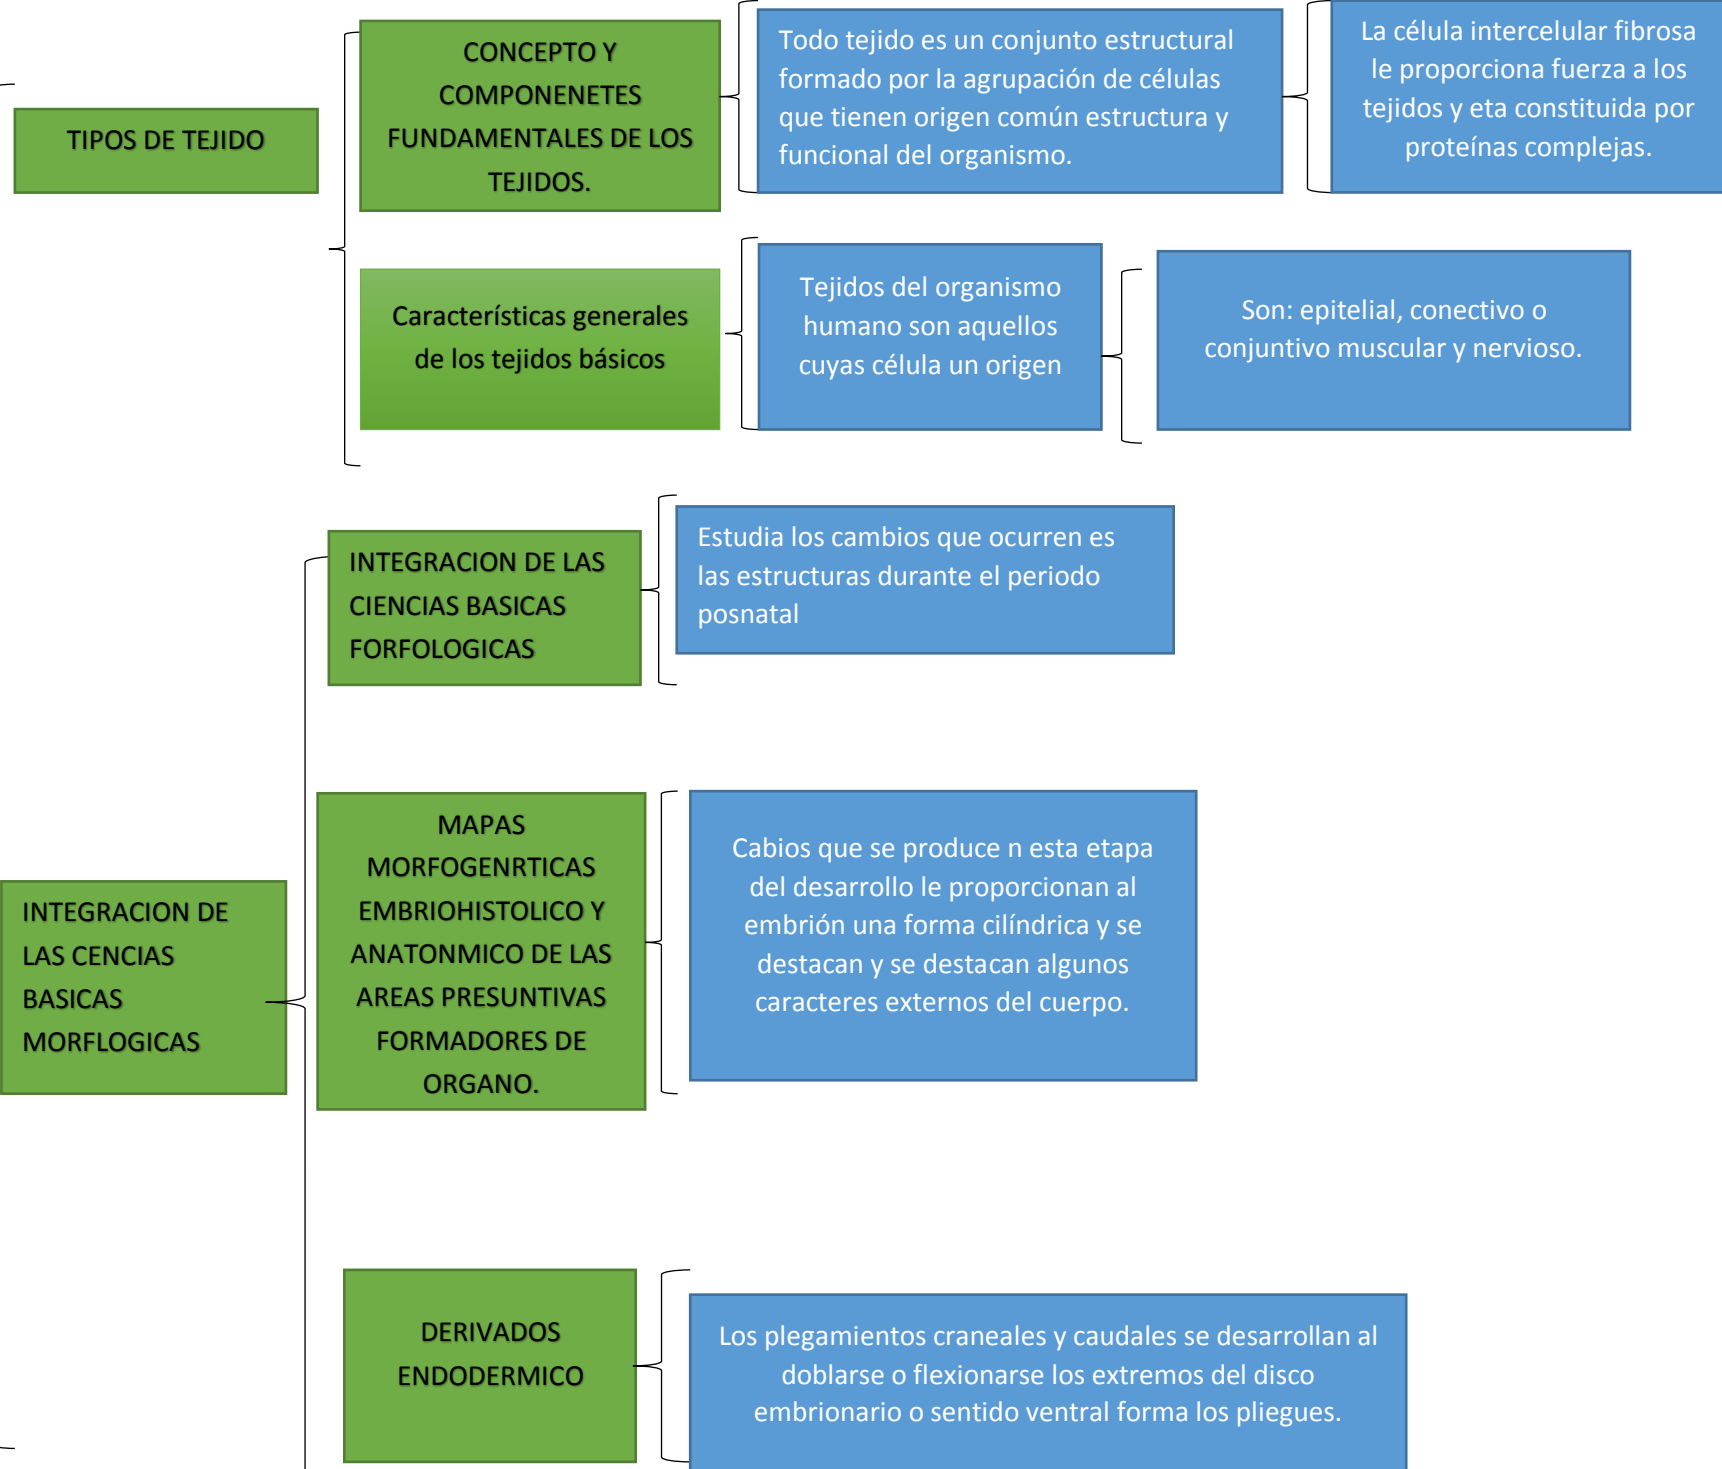 TIPOS DE TEJIDO
CONCEPTO Y
COMPONENETES
FUNDAMENTALES DE LOS
TEJIDOS.
Todo tejido es un conjunto estructural
formado por la agrupación de células
que tienen origen común estructura y
funcional del organismo.
La célula intercelular fibrosa
le proporciona fuerza a los
tejidos y eta constituida por
proteínas complejas.
Características generales
de los tejidos básicos
Tejidos del organismo
humano son aquellos
cuyas célula un origen
Son: epitelial, conectivo o
conjuntivo muscular y nervioso.
INTEGRACION DE
LAS CENCIAS
BASICAS
MORFLOGICAS
INTEGRACION DE LAS
CIENCIAS BASICAS
FORFOLOGICAS
Estudia los cambios que ocurren es
las estructuras durante el periodo
posnatal
MAPAS
MORFOGENRTICAS
EMBRIOHISTOLICO Y
ANATONMICO DE LAS
AREAS PRESUNTIVAS
FORMADORES DE
ORGANO.
Cabios que se produce n esta etapa
del desarrollo le proporcionan al
embrión una forma cilíndrica y se
destacan y se destacan algunos
caracteres externos del cuerpo.
DERIVADOS
ENDODERMICO
Los plegamientos craneales y caudales se desarrollan al
doblarse o flexionarse los extremos del disco
embrionario o sentido ventral forma los pliegues.